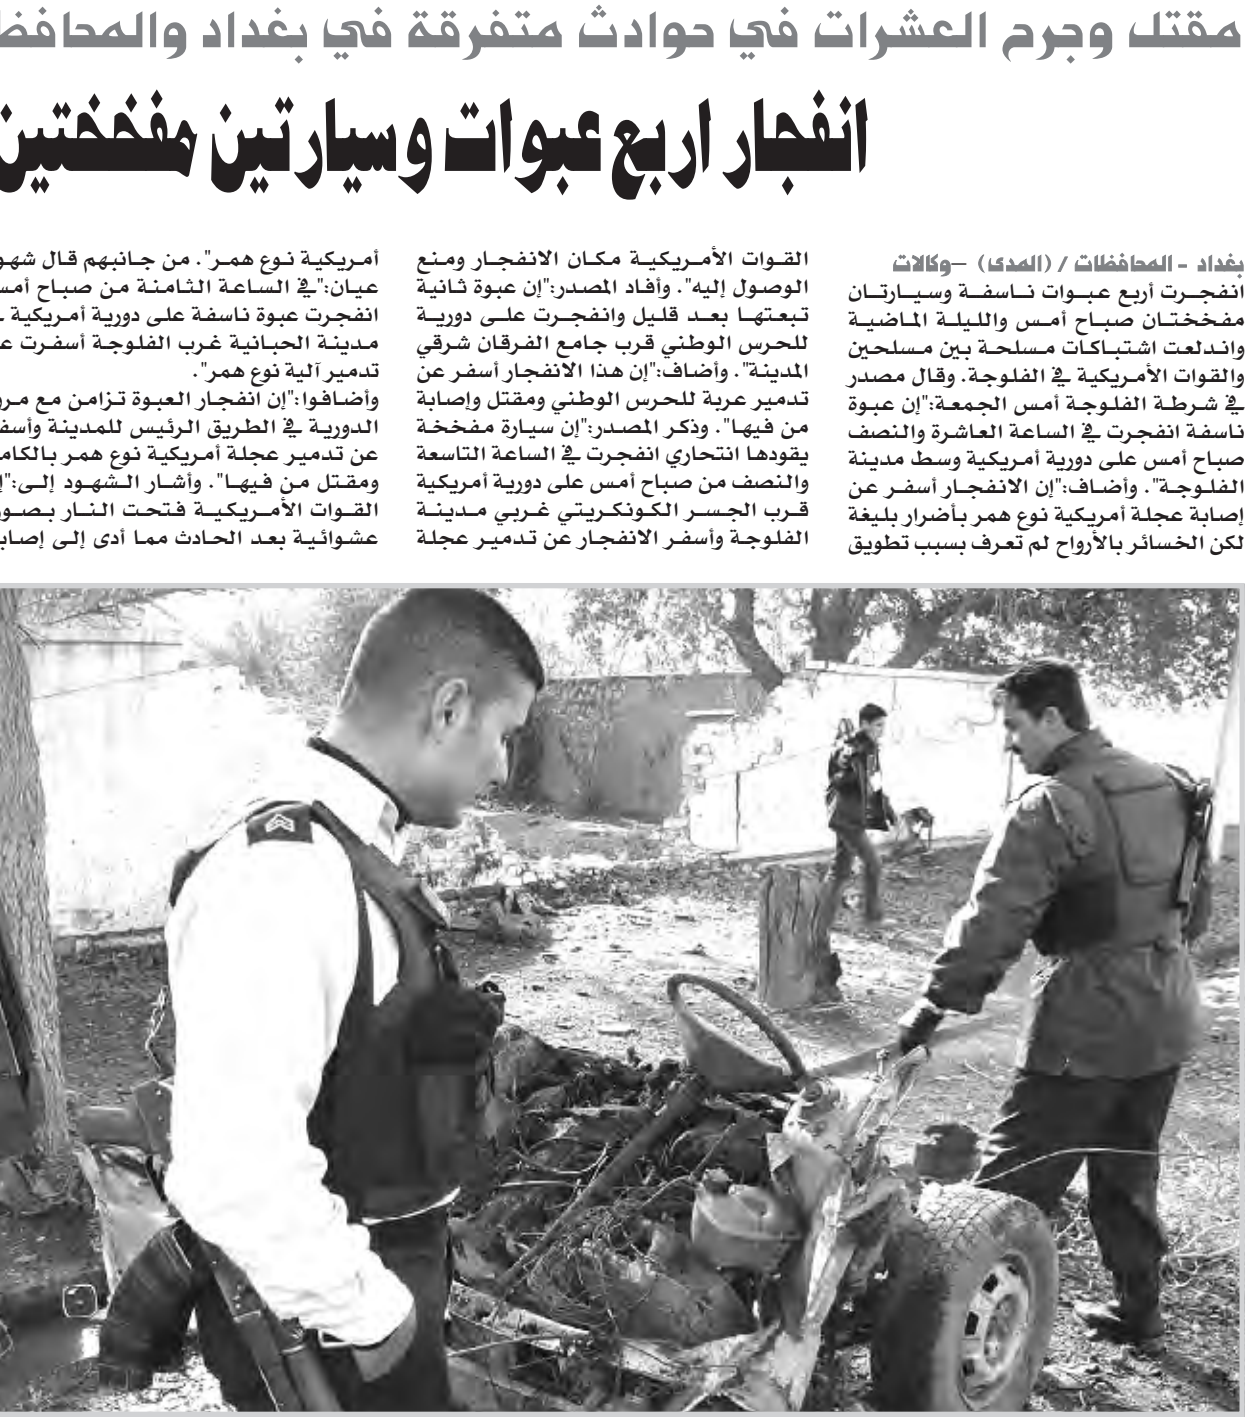 مقتل وجرح العشرات في حوادث متفرقة في بغداد
انفجار اربع عبوات وسيارتين مفخختين
بغداد - المحافظات / (المدى) -وكالات
انفجرت أربع عبوات ناسفة وسيارتان
مفخختان صباح أمس والليلة الماضية
واندلعت اشتباكات مسلحة بين مسلحين
والقوات الأمريكية في الفلوجة. وقال مصدر
في شرطة الفلوجة أمس الجمعة:"إن عبوة
ناسفة انفجرت في الساعة العاشرة والنصف
صباح أمس على دورية أمريكية وسط مدينة
الفلوجة". وأضاف:"إن الانفجار أسفر عن
إصابة عجلة أمريكية نوع همر بأضرار بليغة
لكن الخسائر بالأرواح لم تعرف بسبب تطويق
القوات الأمريكية مكان الانفجار ومنع
الوصول إليه". وأفاد المصدر:"إن عبوة ثانية
تبعتها بعد قليل وانفجرت على دورية
للحرس الوطني قرب جامع الفرقان شرقي
المدينة". وأضاف:"إن هذا الانفجار أسفر عن
تدمير عربة للحرس الوطني ومقتل وإصابة
من فيها". وذكر المصدر:"إن سيارة مفخخة
يقودها انتحاري انفجرت في الساعة التاسعة
والنصف من صباح أمس على دورية أمريكية
قرب الجسر الكونكريتي غربي مدينة
الفلوجة وأسفر الانفجار عن تدمير عجلة
أمريكية نوع همر". من جانبهم قال
عيان:"في الساعة الثامنة من صباح أمس
انفجرت عبوة ناسفة على دورية أمريكية
مدينة الحبانية غرب الفلوجة أسفرت
تدمير آلية نوع همر".
وأضافوا:"إن انفجار العبوة تزامن مع
الدورية في الطريق الرئيس للمدينة
عن تدمير عجلة أمريكية نوع همر
ومقتل من فيها". وأشار الشهود إلى:
القوات الأمريكية فتحت النار
عشوائية بعد الحادث مما أدى إلى